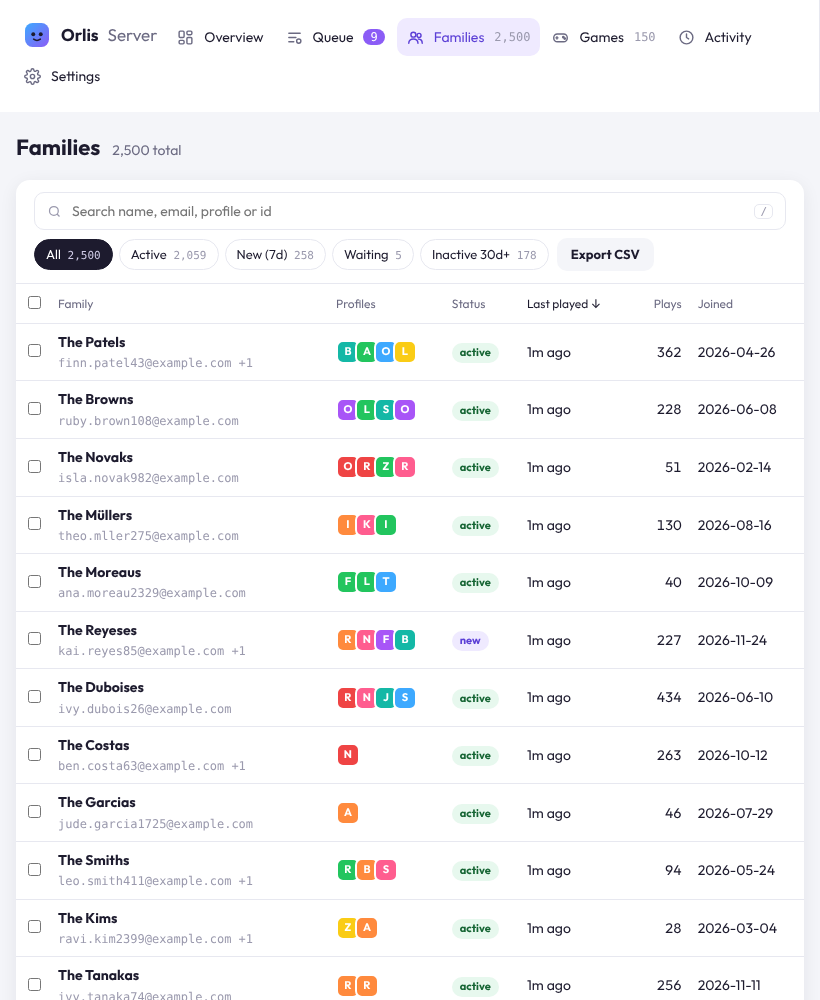 Orlis Server Overview Queue 9 Families 2,500 Games 150 Activity
Settings
Families 2,500 total
Search name, email, profile or id /
All 2,500 Active 2,059 New (7d) 258 Waiting 5 Inactive 30d+ 178 Export CSV
Family Profiles Status Last played ↓ Plays Joined
The Patels
finn.patel43@example.com +1
B A O L active 1m ago 362 2026-04-26
The Browns
ruby.brown108@example.com
O L S O active 1m ago 228 2026-06-08
The Novaks
isla.novak982@example.com
O R Z R active 1m ago 51 2026-02-14
The Müllers
theo.mller275@example.com
I K I active 1m ago 130 2026-08-16
The Moreaus
ana.moreau2329@example.com
F L T active 1m ago 40 2026-10-09
The Reyeses
kai.reyes85@example.com +1
R N F B new 1m ago 227 2026-11-24
The Duboises
ivy.dubois26@example.com
R N J S active 1m ago 434 2026-06-10
The Costas
ben.costa63@example.com +1
N active 1m ago 263 2026-10-12
The Garcias
jude.garcia1725@example.com
A active 1m ago 46 2026-07-29
The Smiths
leo.smith411@example.com +1
R B S active 1m ago 94 2026-05-24
The Kims
ravi.kim2399@example.com +1
Z A active 1m ago 28 2026-03-04
The Tanakas
ivy.tanaka74@example.com
R R active 1m ago 256 2026-11-11